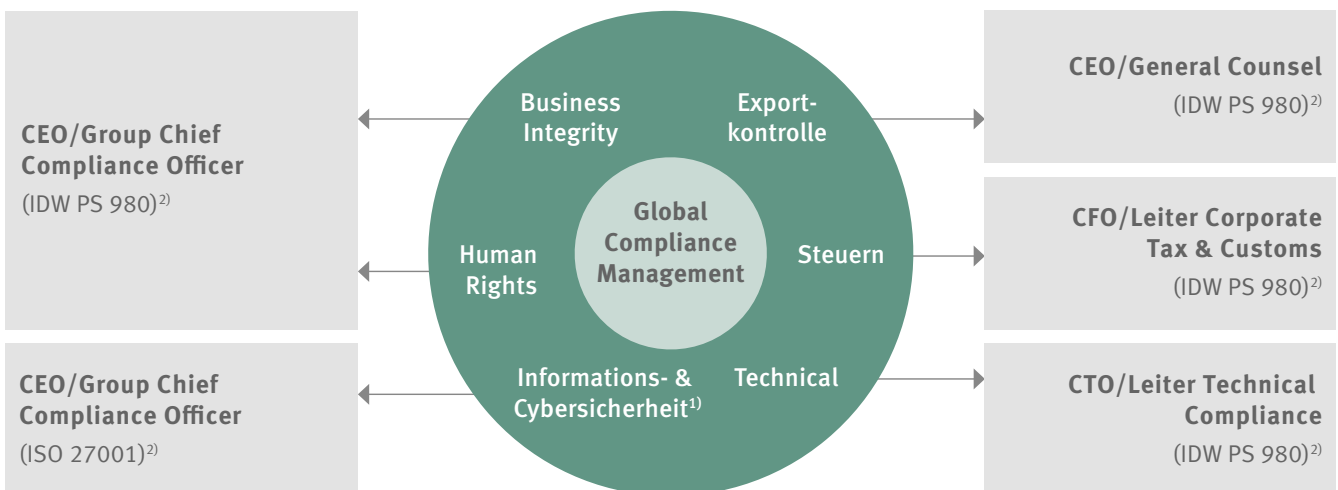 CEO/Group Chief
Compliance Officer
(IDW PS 980)²⁾
CEO/Group Chief
Compliance Officer
(ISO 27001)²⁾
Business
Integrity
Export-
kontrolle
Human
Rights
Global
Compliance
Management
Steuern
Informations- &
Cybersicherheit¹⁾
Technical
CEO/General Counsel
(IDW PS 980)²⁾
CFO/Leiter Corporate
Tax & Customs
(IDW PS 980)²⁾
CTO/Leiter Technical
Compliance
(IDW PS 980)²⁾